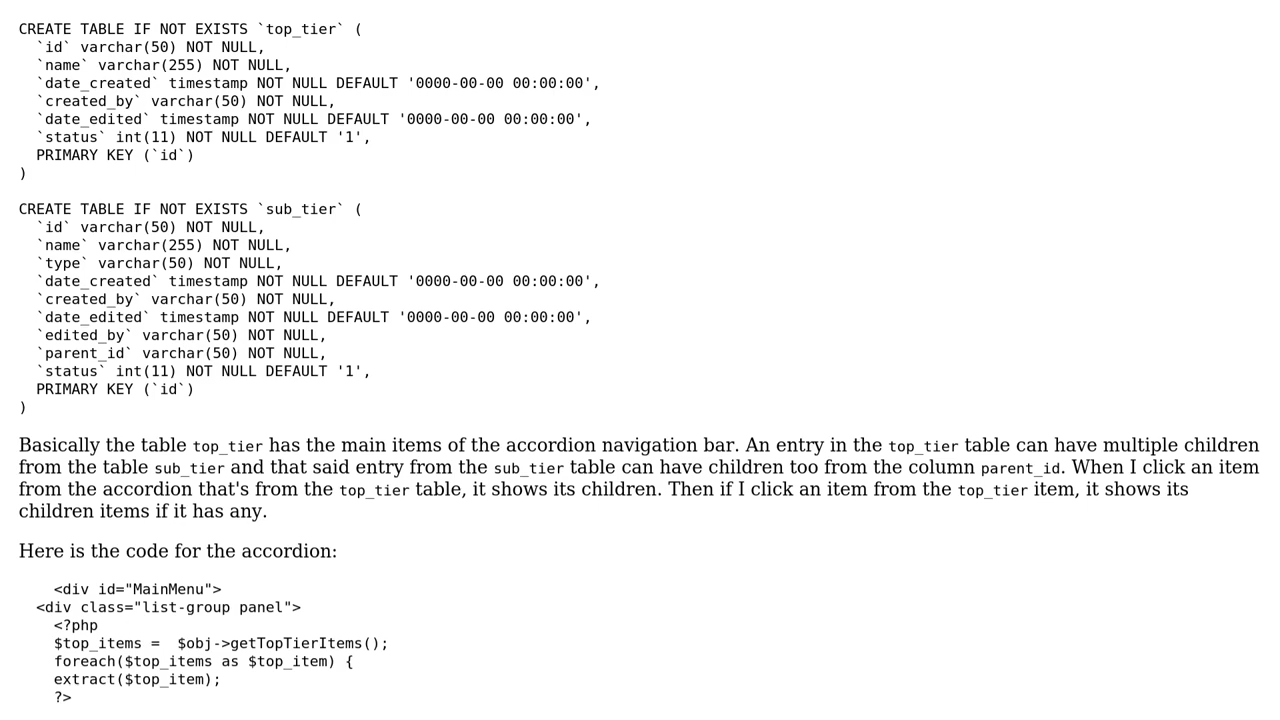 CREATE TABLE IF NOT EXISTS `top_tier` (
  `id` varchar(50) NOT NULL,
  `name` varchar(255) NOT NULL,
  `date_created` timestamp NOT NULL DEFAULT '0000-00-00 00:00:00',
  `created_by` varchar(50) NOT NULL,
  `date_edited` timestamp NOT NULL DEFAULT '0000-00-00 00:00:00',
  `status` int(11) NOT NULL DEFAULT '1',
  PRIMARY KEY (`id`)
)

CREATE TABLE IF NOT EXISTS `sub_tier` (
  `id` varchar(50) NOT NULL,
  `name` varchar(255) NOT NULL,
  `type` varchar(50) NOT NULL,
  `date_created` timestamp NOT NULL DEFAULT '0000-00-00 00:00:00',
  `created_by` varchar(50) NOT NULL,
  `date_edited` timestamp NOT NULL DEFAULT '0000-00-00 00:00:00',
  `edited_by` varchar(50) NOT NULL,
  `parent_id` varchar(50) NOT NULL,
  `status` int(11) NOT NULL DEFAULT '1',
  PRIMARY KEY (`id`)
)

Basically the table top_tier has the main items of the accordion navigation bar. An entry in the top_tier table can have multiple children
from the table sub_tier and that said entry from the sub_tier table can have children too from the column parent_id. When I click an item
from the accordion that's from the top_tier table, it shows its children. Then if I click an item from the top_tier item, it shows its
children items if it has any.

Here is the code for the accordion:

    <div id="MainMenu">
  <div class="list-group panel">
    <?php
    $top_items =  $obj->getTopTierItems();
    foreach($top_items as $top_item) {
    extract($top_item);
    ?>